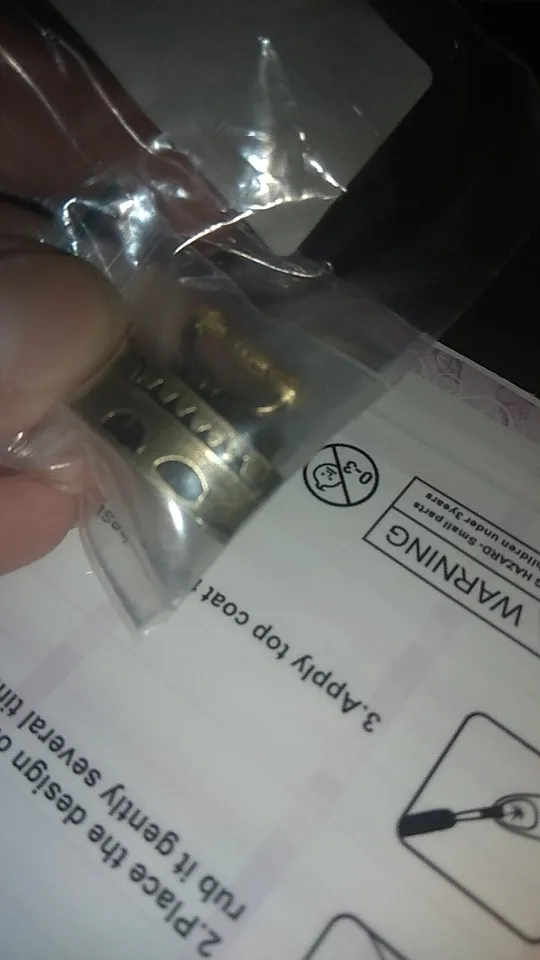 WARNING
HAZARD- Small parts
under 3years
0-3
2.Place the design
rub it gently several
3.Apply top coat